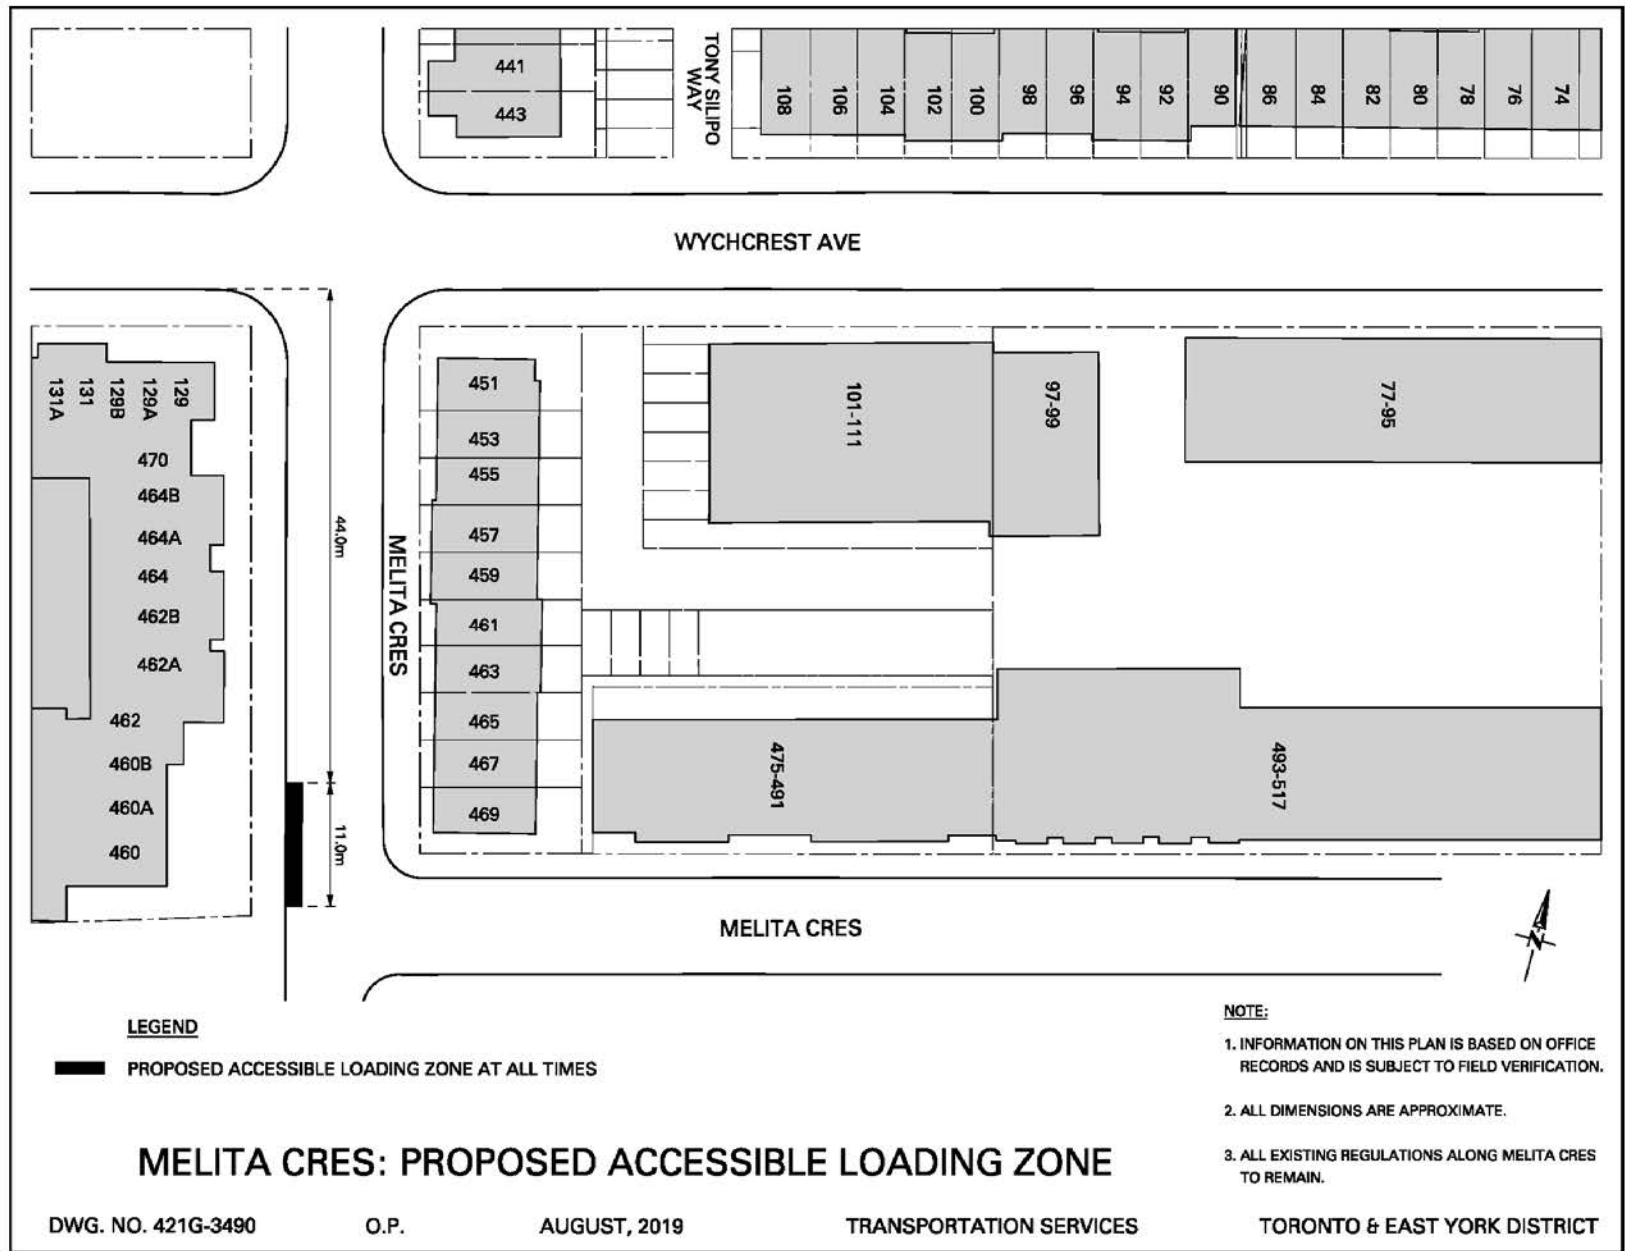 441
443
TONY SILIPO
WAY
108
106
104
102
100
98
96
94
92
90
86
84
82
80
78
76
74
WYCHCREST AVE
131A
131
129B
129A
129
470
464B
464A
464
462B
462A
462
460B
460A
460
44.0m
11.0m
MELITA CRES
451
453
455
457
459
461
463
465
467
469
101-111
97-99
77-95
475-491
493-517
MELITA CRES
N
LEGEND
PROPOSED ACCESSIBLE LOADING ZONE AT ALL TIMES
NOTE:
1. INFORMATION ON THIS PLAN IS BASED ON OFFICE
RECORDS AND IS SUBJECT TO FIELD VERIFICATION.
2. ALL DIMENSIONS ARE APPROXIMATE.
3. ALL EXISTING REGULATIONS ALONG MELITA CRES
TO REMAIN.
MELITA CRES: PROPOSED ACCESSIBLE LOADING ZONE
DWG. NO. 421G-3490 O.P. AUGUST, 2019 TRANSPORTATION SERVICES TORONTO & EAST YORK DISTRICT